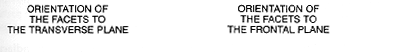 ORIENTATION OF
THE FACETS TO
THE TRANSVERSE PLANE
ORIENTATION OF
THE FACETS TO
THE FRONTAL PLANE